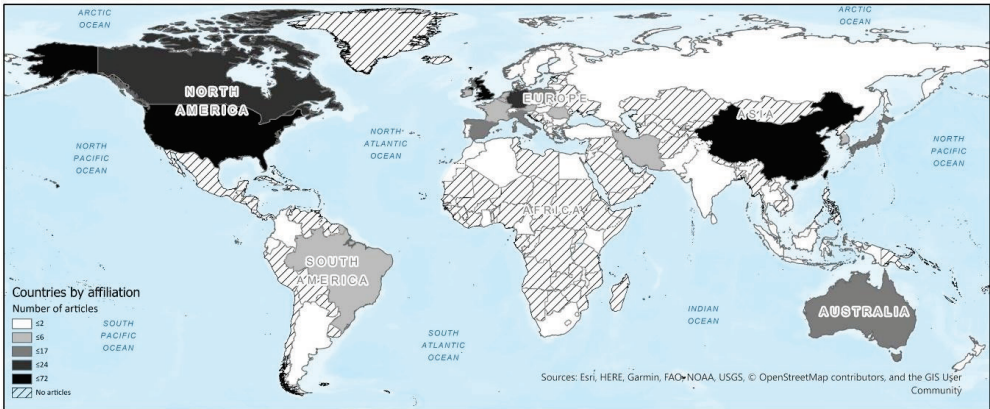 ARCTIC
OCEAN
ARCTIC
OCEAN
NORTH
AMERICA
EUROPE
ASIA
NORTH
PACIFIC
OCEAN
NORTH
ATLANTIC
OCEAN
NORTH
PACIFIC
OCEAN
AFRICA
SOUTH
AMERICA
INDIAN
OCEAN
AUSTRALIA
SOUTH
PACIFIC
OCEAN
SOUTH
ATLANTIC
OCEAN
Countries by affiliation
Number of articles
≤2
≤6
≤17
≤24
≤72
No articles
Sources: Esri, HERE, Garmin, FAO, NOAA, USGS, © OpenStreetMap contributors, and the GIS User
Community